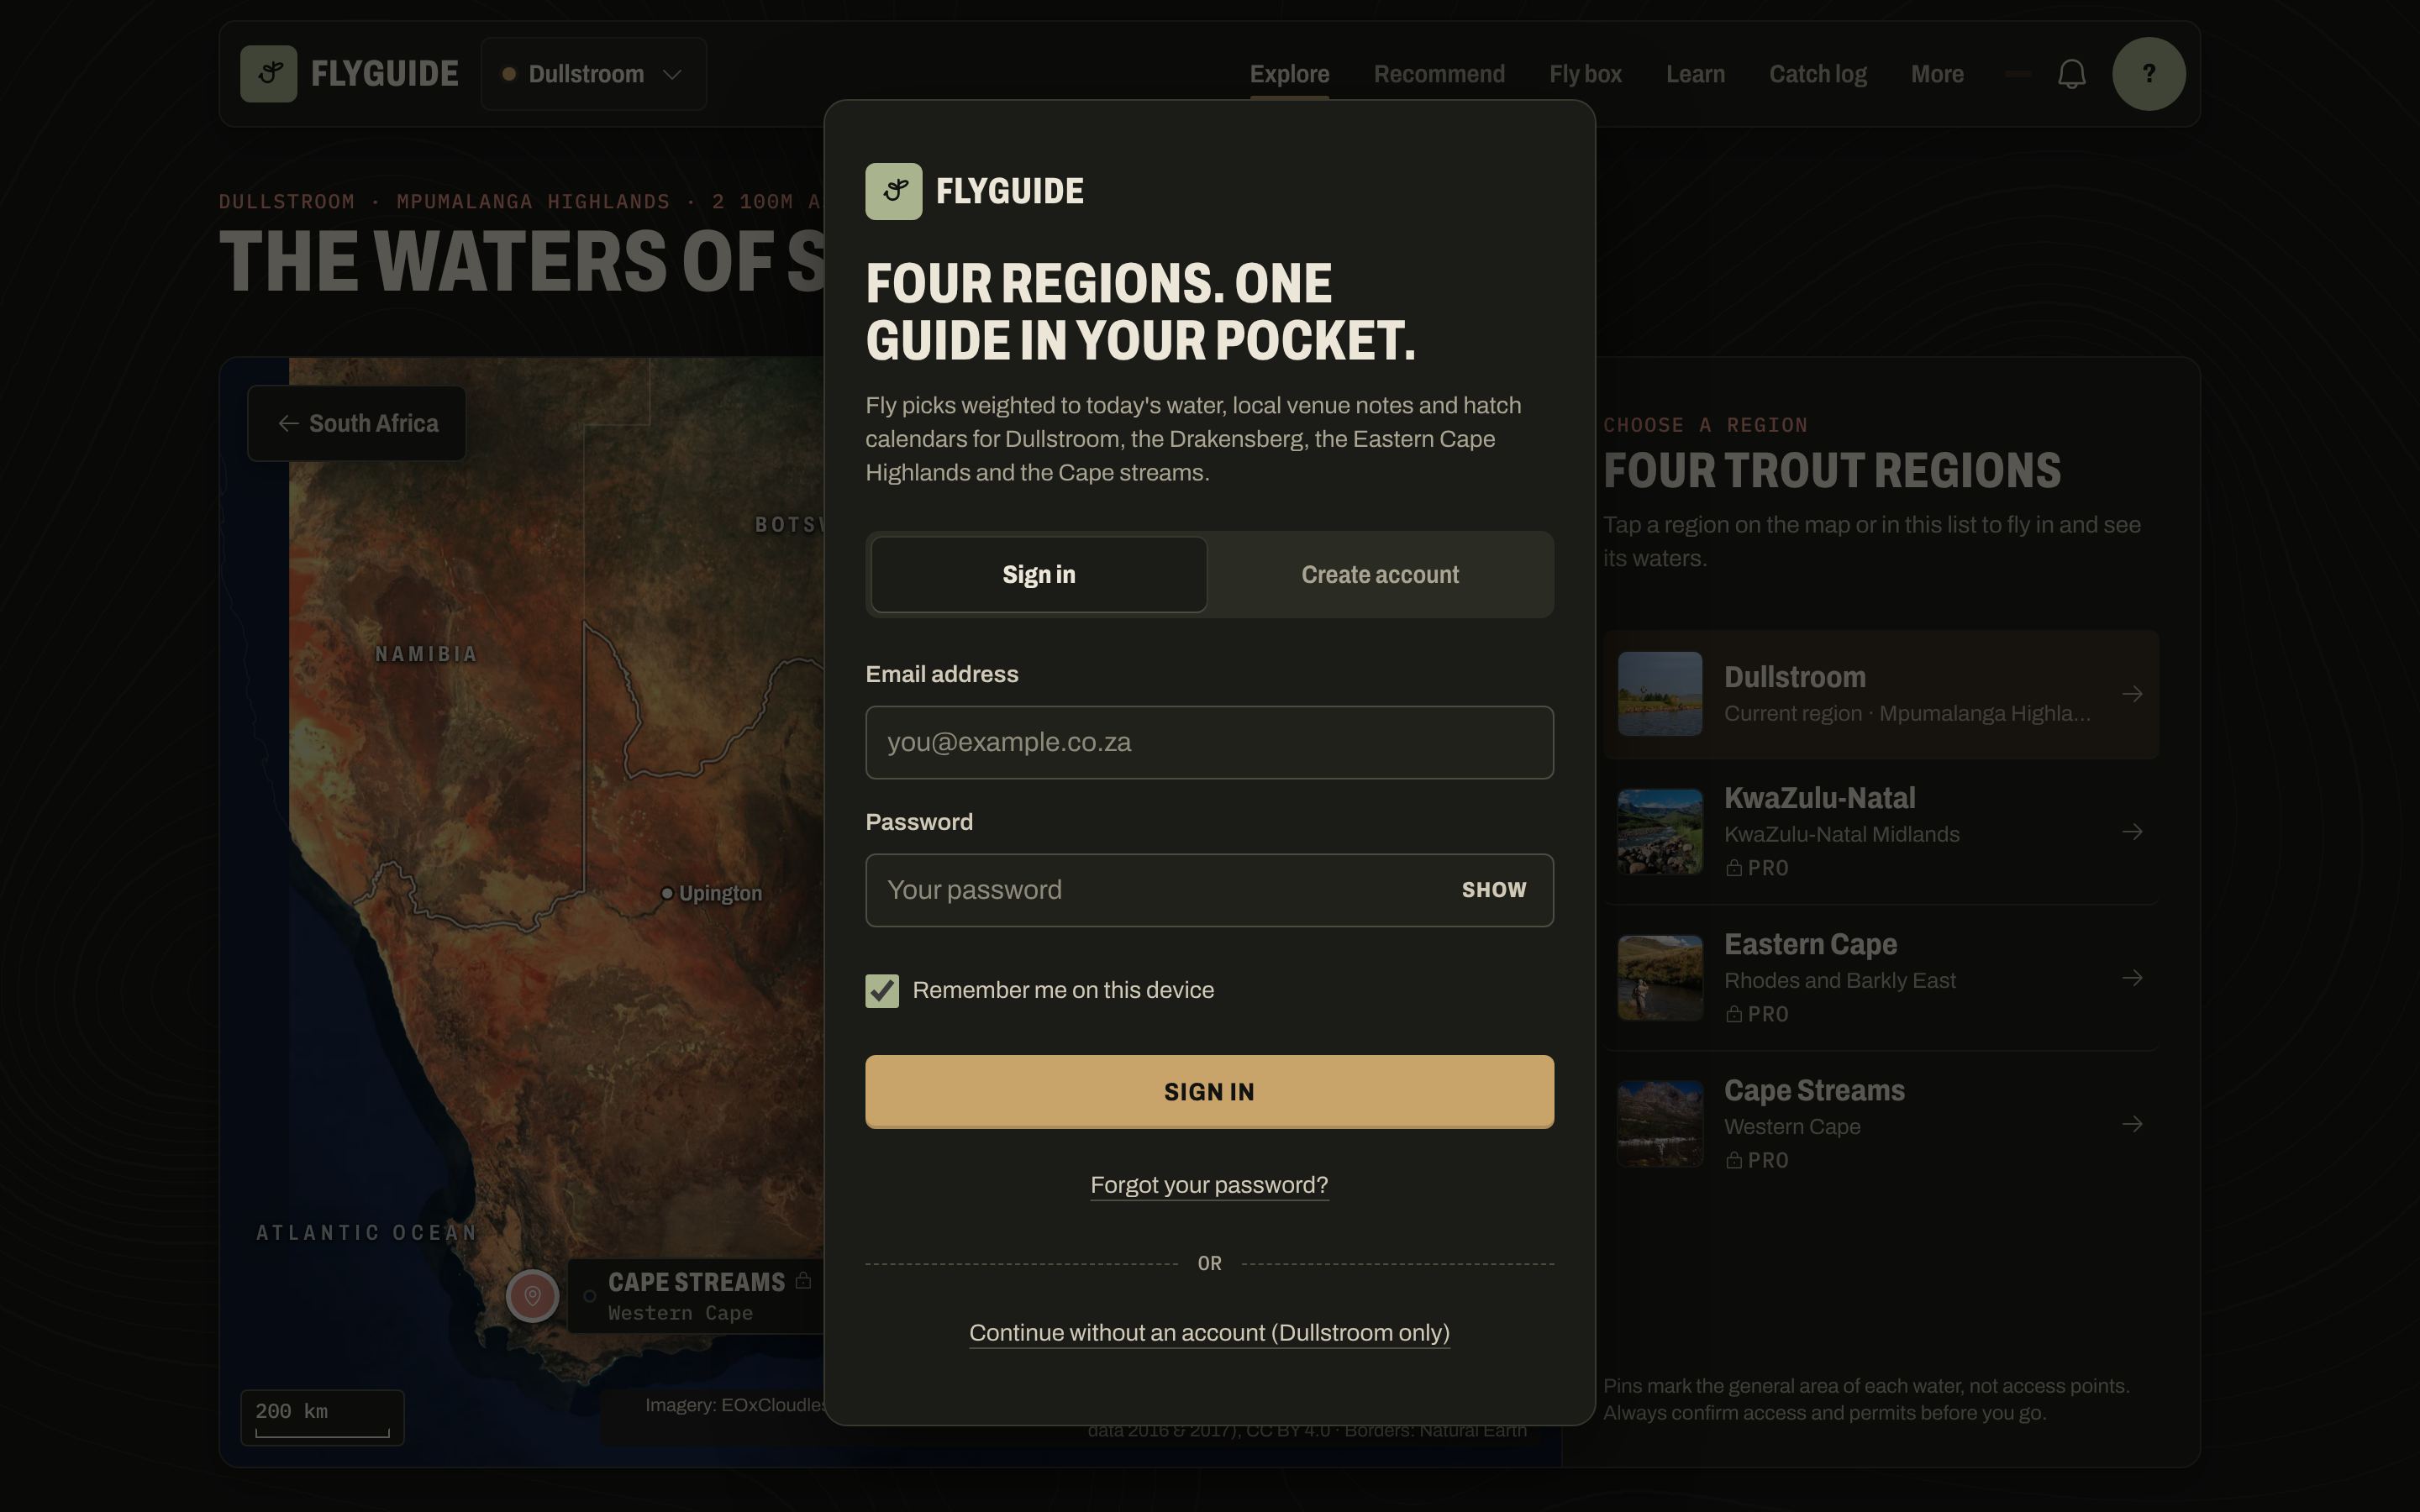 FLYGUIDE
Dullstroom
Explore
Recommend
Fly box
Learn
Catch log
More
?
DULLSTROOM · MPUMALANGA HIGHLANDS · 2 100M
THE WATERS OF
South Africa
NAMIBIA
Upington
ATLANTIC OCEAN
CAPE STREAMS
Western Cape
200 km
Imagery:
data 2016 & 2017), CC BY 4.0 · Borders: Natural Earth
FLYGUIDE
FOUR REGIONS. ONE
GUIDE IN YOUR POCKET.
Fly picks weighted to today's water, local venue notes and hatch
calendars for Dullstroom, the Drakensberg, the Eastern Cape
Highlands and the Cape streams.
Sign in
Create account
Email address
you@example.co.za
Password
Your password
SHOW
Remember me on this device
SIGN IN
Forgot your password?
OR
Continue without an account (Dullstroom only)
CHOOSE A REGION
FOUR TROUT REGIONS
Tap a region on the map or in this list to fly in and see
its waters.
Dullstroom
Current region · Mpumalanga Highla...
KwaZulu-Natal
KwaZulu-Natal Midlands
PRO
Eastern Cape
Rhodes and Barkly East
PRO
Cape Streams
Western Cape
PRO
Pins mark the general area of each water, not access points.
Always confirm access and permits before you go.